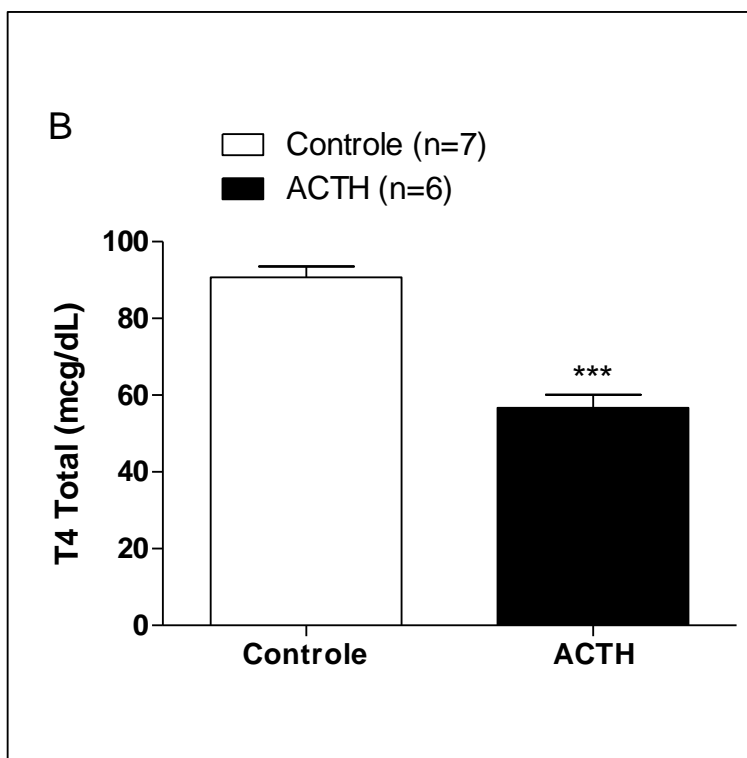 B
Controle (n=7)
ACTH (n=6)
T4 Total (mcg/dL)
100
80
60
40
20
0
***
Controle
ACTH